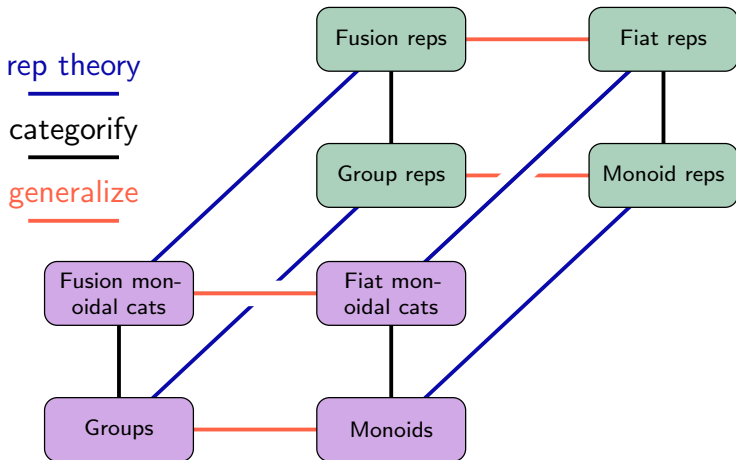 Fusion reps
Fiat reps
rep theory
categorify
generalize
Group reps
Monoid reps
Fusion mon-
oidal cats
Fiat mon-
oidal cats
Groups
Monoids